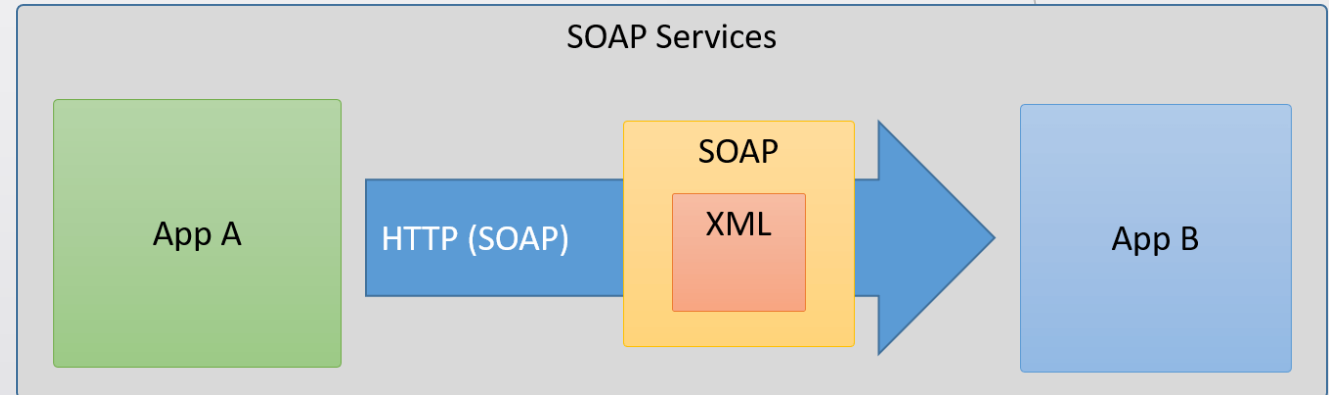 SOAP Services
App A
HTTP (SOAP)
SOAP
XML
App B